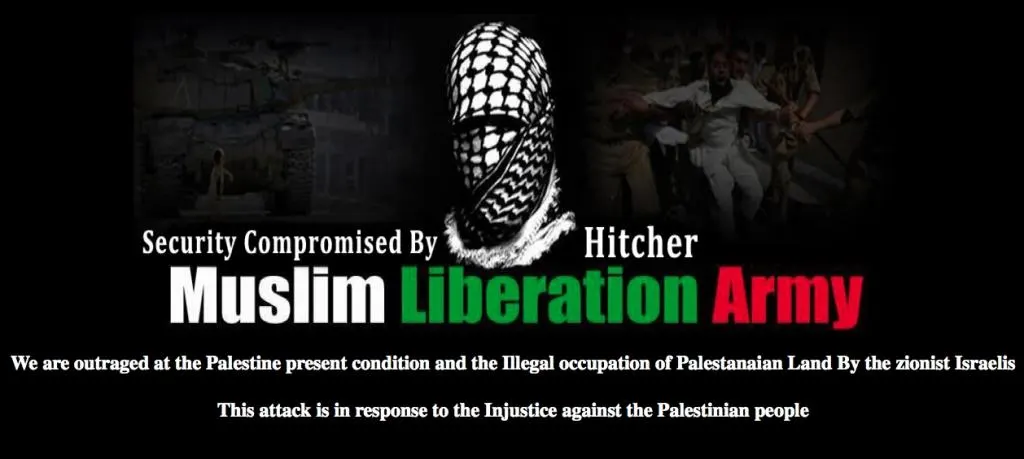 Security Compromised By Hitcher
Muslim Liberation Army
We are outraged at the Palestine present condition and the Illegal occupation of Palestanaian Land By the zionist Israelis
This attack is in response to the Injustice against the Palestinian people